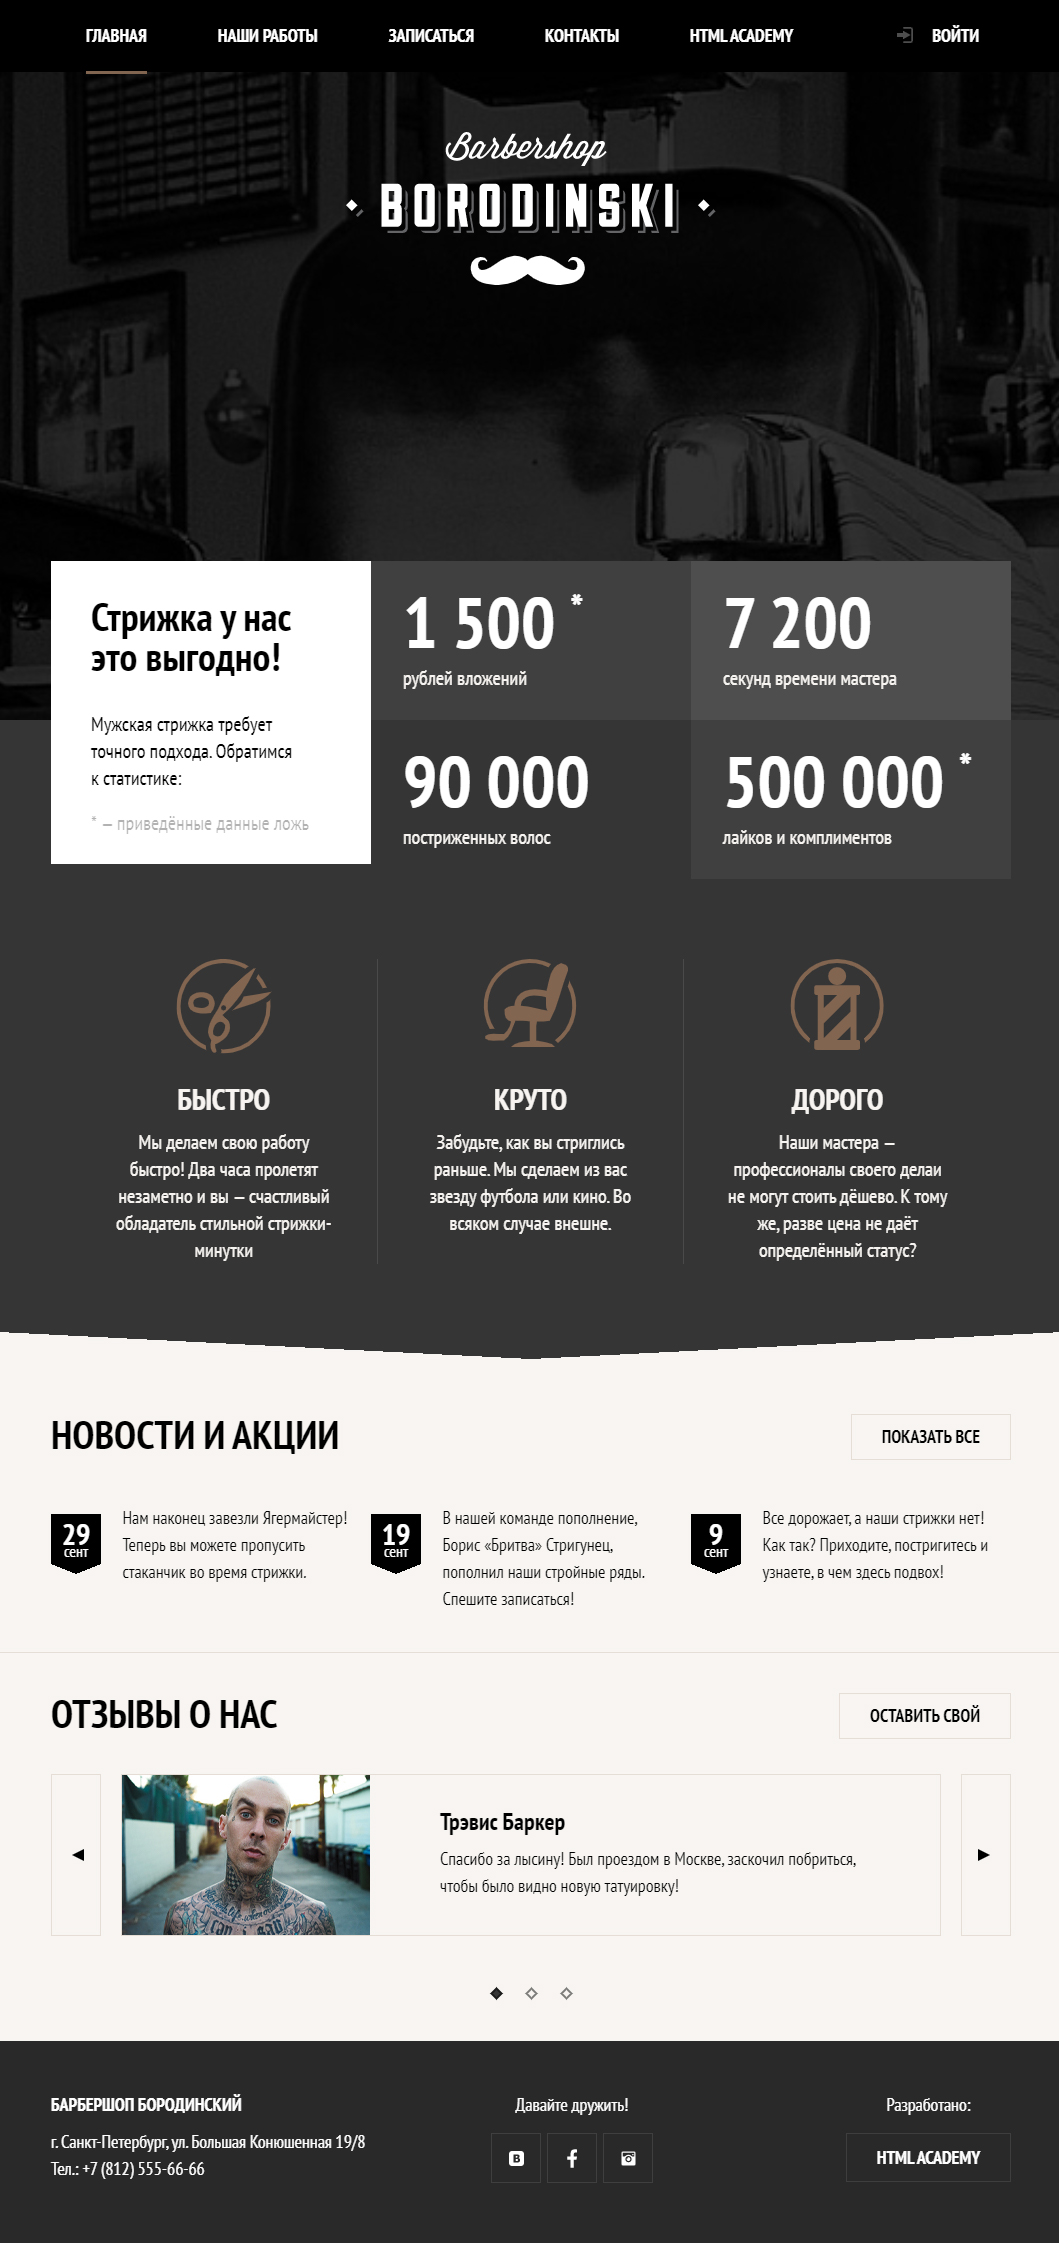 ГЛАВНАЯ НАШИ РАБОТЫ ЗАПИСАТЬСЯ КОНТАКТЫ HTML ACADEMY ВОЙТИ
Barbershop
BORODINSKI
Стрижка у нас
это выгодно!
Мужская стрижка требует
точного подхода. Обратимся
к статистике:
* — приведённые данные ложь
1 500 *
рублей вложений
7 200
секунд времени мастера
90 000
постриженных волос
500 000 *
лайков и комплиментов
БЫСТРО
Мы делаем свою работу
быстро! Два часа пролетят
незаметно и вы — счастливый
обладатель стильной стрижки-
минутки
КРУТО
Забудьте, как вы стриглись
раньше. Мы сделаем из вас
звезду футбола или кино. Во
всяком случае внешне.
ДОРОГО
Наши мастера —
профессионалы своего делаи
не могут стоить дёшево. К тому
же, разве цена не даёт
определённый статус?
НОВОСТИ И АКЦИИ
ПОКАЗАТЬ ВСЕ
29
сент
Нам наконец завезли Ягермайстер!
Теперь вы можете пропустить
стаканчик во время стрижки.
19
сент
В нашей команде пополнение,
Борис «Бритва» Стригунец,
пополнил наши стройные ряды.
Спешите записаться!
9
сент
Все дорожает, а наши стрижки нет!
Как так? Приходите, постригитесь и
узнаете, в чем здесь подвох!
ОТЗЫВЫ О НАС
ОСТАВИТЬ СВОЙ
Трэвис Баркер
Спасибо за лысину! Был проездом в Москве, заскочил побриться,
чтобы было видно новую татуировку!
БАРБЕРШОП БОРОДИНСКИЙ
г. Санкт-Петербург, ул. Большая Конюшенная 19/8
Тел.: +7 (812) 555-66-66
Давайте дружить!
Разработано:
HTML ACADEMY